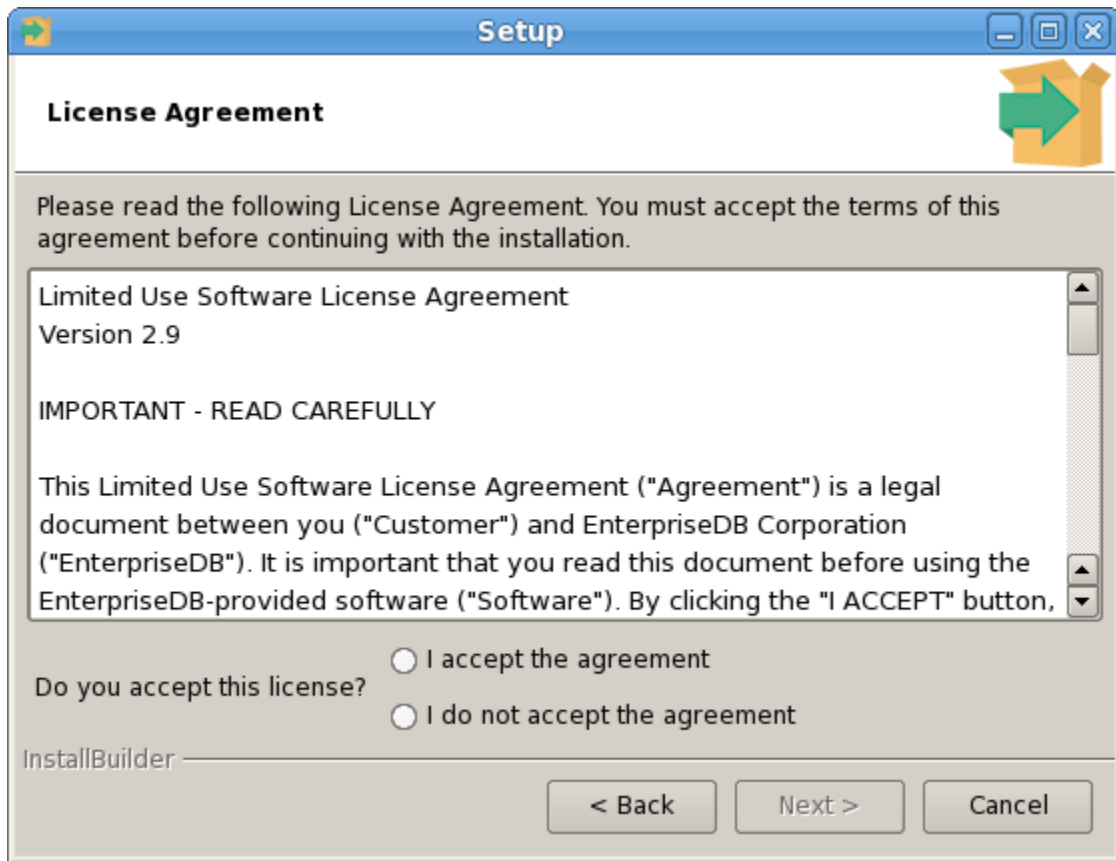 Setup
License Agreement
Please read the following License Agreement. You must accept the terms of this
agreement before continuing with the installation.
Limited Use Software License Agreement
Version 2.9
IMPORTANT - READ CAREFULLY
This Limited Use Software License Agreement ("Agreement") is a legal
document between you ("Customer") and EnterpriseDB Corporation
("EnterpriseDB"). It is important that you read this document before using the
EnterpriseDB-provided software ("Software"). By clicking the "I ACCEPT" button,
Do you accept this license?
I accept the agreement
I do not accept the agreement
InstallBuilder
< Back Next > Cancel